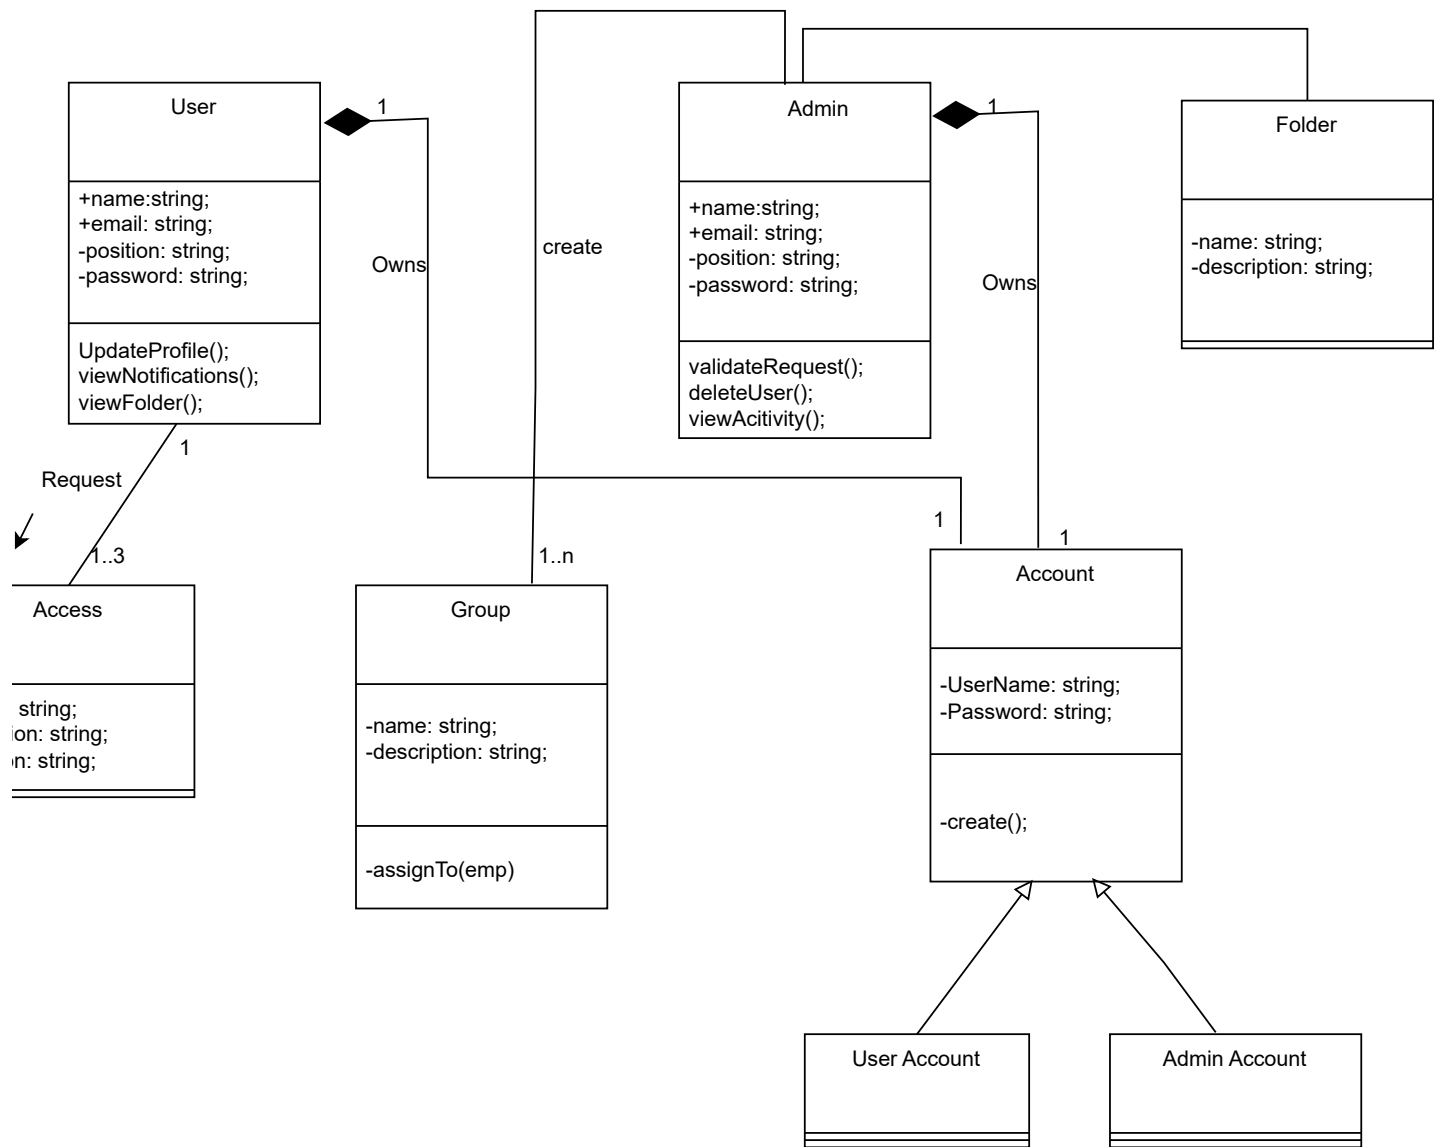 User
1
+name:string;
+email: string;
-position: string;
-password: string;
UpdateProfile();
viewNotifications();
viewFolder();
Owns
create
Admin
1
+name:string;
+email: string;
-position: string;
-password: string;
validateRequest();
deleteUser();
viewAcitivity();
Owns
Folder
-name: string;
-description: string;
1
Request
1..3
Access
string;
string;
string;
1..n
Group
-name: string;
-description: string;
-assignTo(emp)
1
1
Account
-UserName: string;
-Password: string;
-create();
User Account
Admin Account